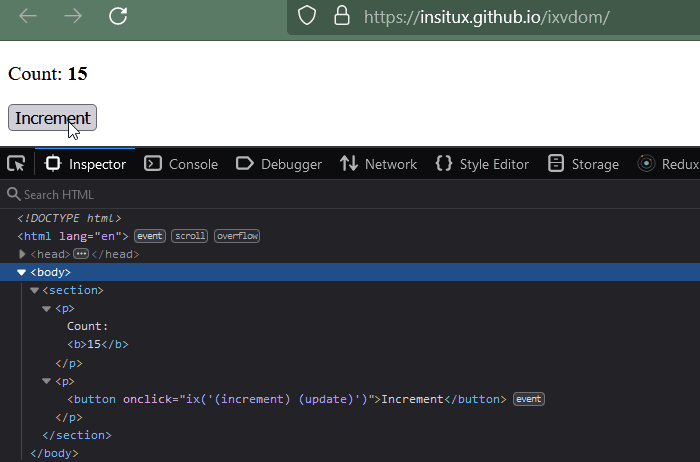 https://insitux.github.io/ixvdom/
Count: 15
Increment
Inspector Console Debugger Network Style Editor Storage Redux
Search HTML
<!DOCTYPE html>
<html lang="en"> event scroll overflow
<head> ••• </head>
<body>
<section>
<p>
Count:
<b>15</b>
</p>
<p>
<button onclick="ix('(increment) (update)')">Increment</button> event
</p>
</section>
</body>